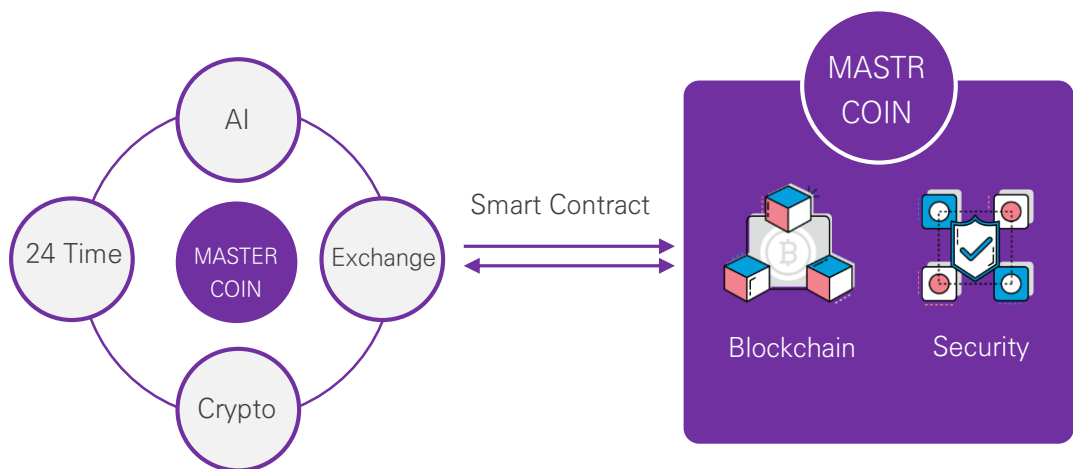 AI
24 Time
MASTER
COIN
Exchange
Crypto
Smart Contract
MASTR
COIN
Blockchain
Security